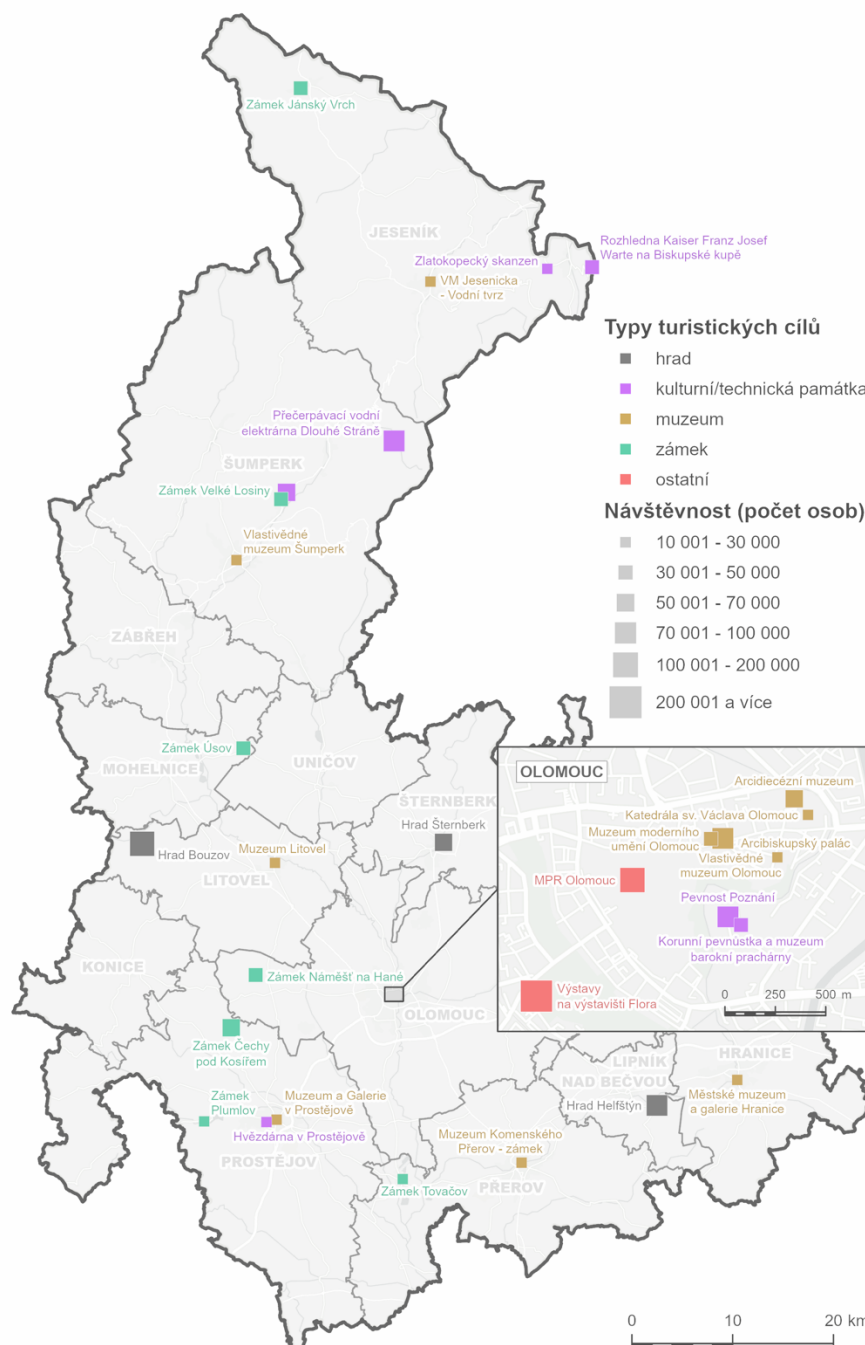 Zámek Jánský Vrch
JESENÍK
Rozhledna Kaiser Franz Josef
Warte na Biskupské kupě
Zlatokopecký skanzen
VM Jesenicka
- Vodní tvrz
Typy turistických cílů
hrad
kulturní/technická památka
muzeum
zámek
ostatní
Návštěvnost (počet osob)
10 001 - 30 000
30 001 - 50 000
50 001 - 70 000
70 001 - 100 000
100 001 - 200 000
200 001 a více
Přečerpávací vodní
elektrárna Dlouhé Stráně
ŠUMPERK
Zámek Velké Losiny
Vlastivědné
muzeum Šumperk
ZÁBŘEH
Zámek Úsov
MOHELNICE
UNIČOV
ŠTERNBERK
Hrad Šternberk
Hrad Bouzov
Muzeum Litovel
LITOVEL
KONICE
Zámek Náměšť na Hané
OLOMOUC
Zámek Čechy
pod Kosířem
Zámek
Plumlov
Muzeum a Galerie
v Prostějově
Hvězdárna v Prostějově
PROSTĚJOV
Zámek Tovačov
Muzeum Komenského
Přerov - zámek
PŘEROV
LIPNÍK
NAD BEČVOU
Hrad Helfštýn
HRANICE
Městské muzeum
a galerie Hranice
OLOMOUC
Arcidiecézní muzeum
Katedrála sv. Václava Olomouc
Muzeum moderního
umění Olomouc
Arcibiskupský palác
Vlastivědné
muzeum Olomouc
MPR Olomouc
Pevnost Poznání
Korunní pevnůstka a muzeum
barokní prachárny
Výstavy
na výstavišti Flora
0 250 500 m
0 10 20 km